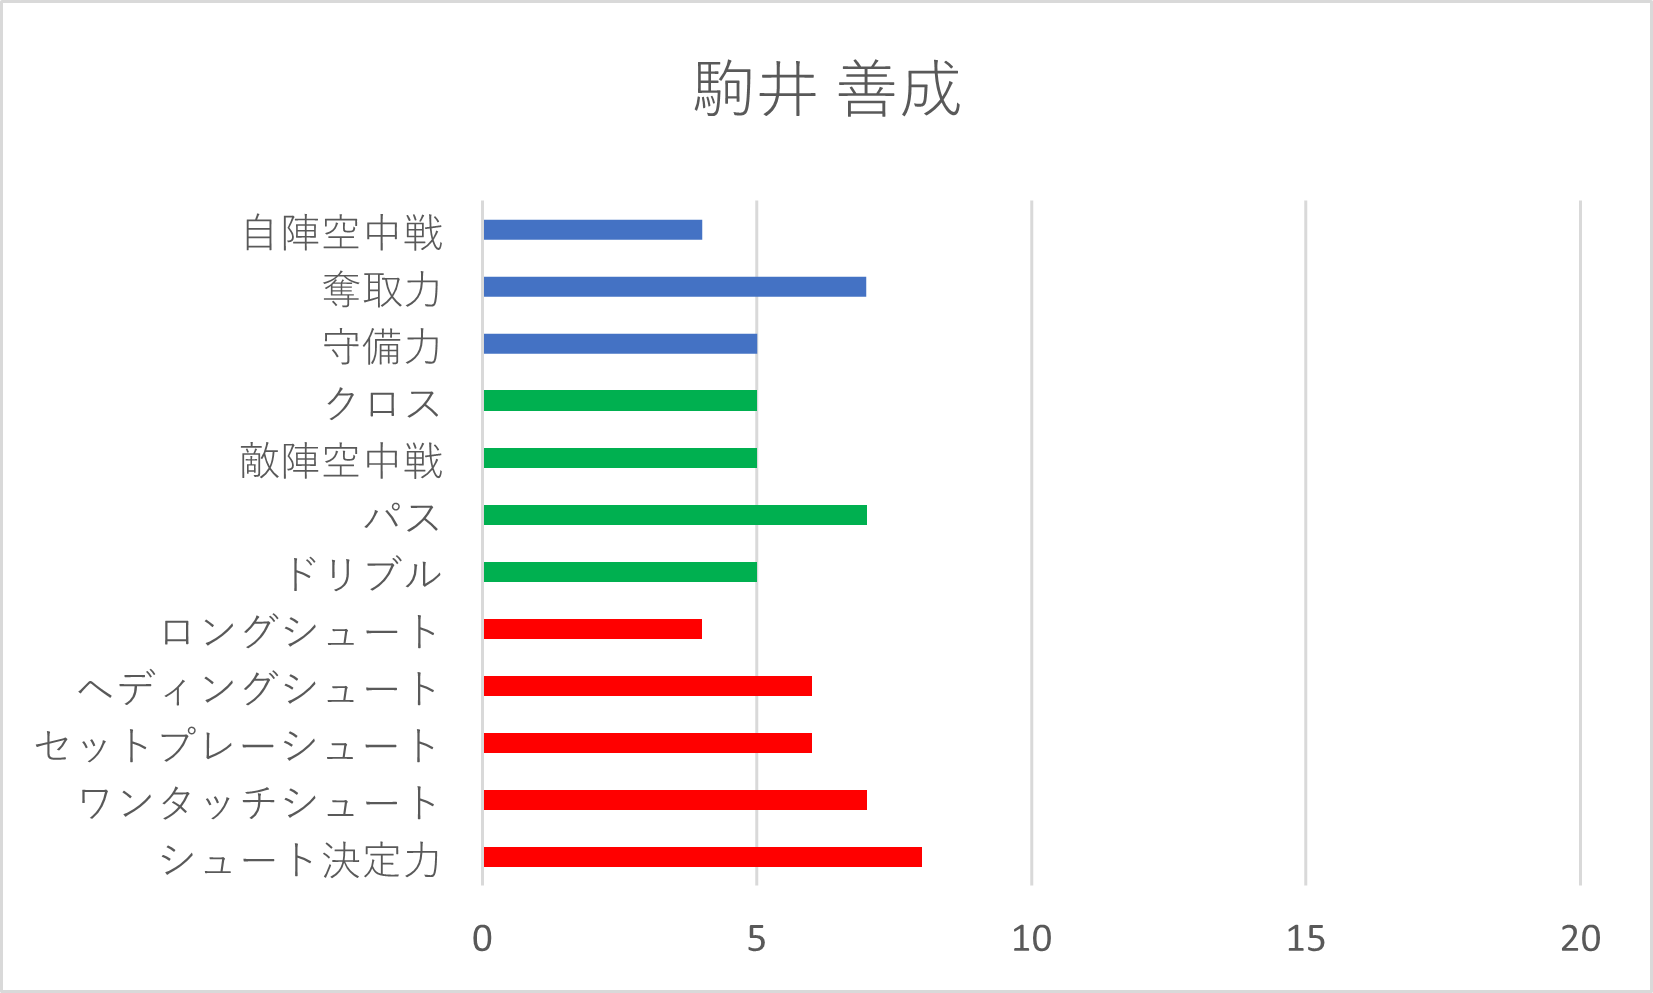 駒井 善成
自陣空中戦
奪取力
守備力
クロス
敵陣空中戦
パス
ドリブル
ロングシュート
ヘディングシュート
セットプレーシュート
ワンタッチシュート
シュート決定力
0 5 10 15 20